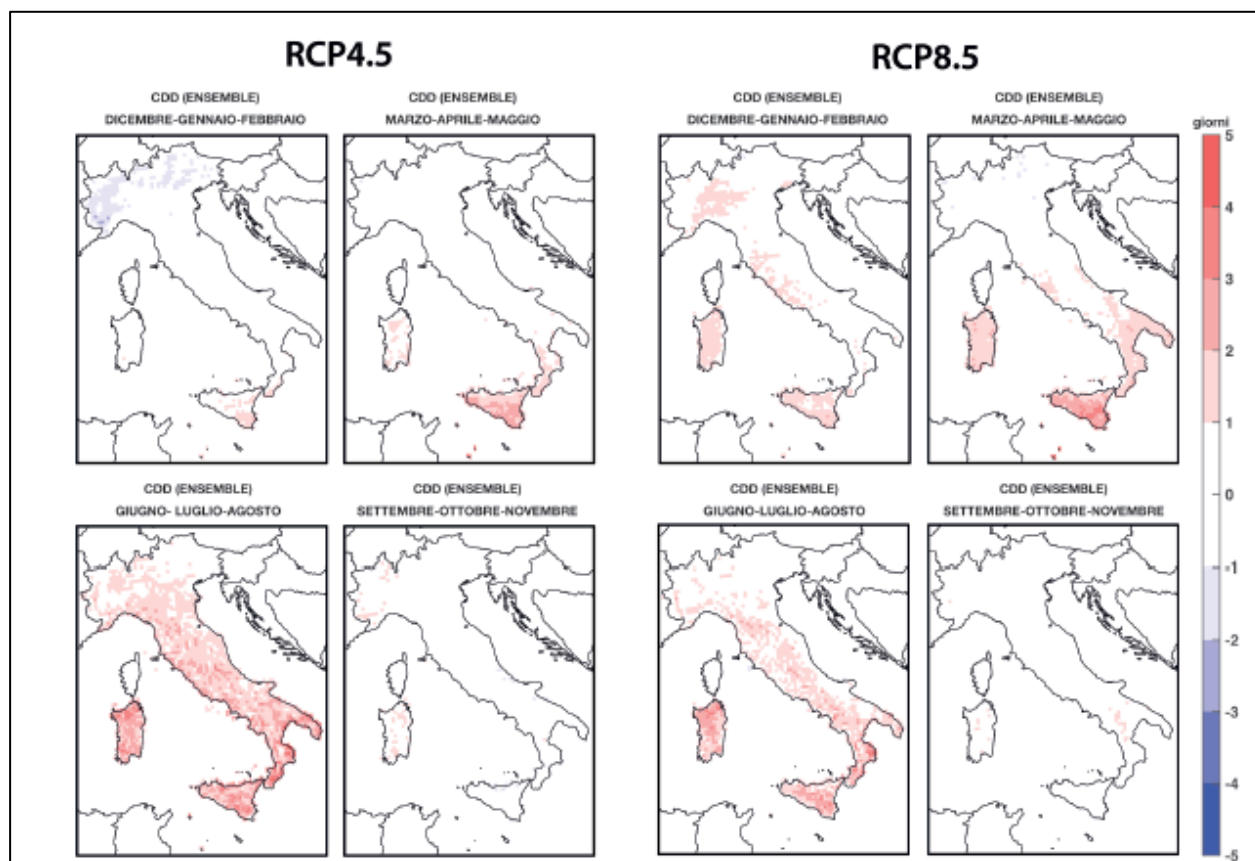 RCP4.5
RCP8.5
CDD (ENSEMBLE)
DICEMBRE-GENNAIO-FEBBRAIO
CDD (ENSEMBLE)
MARZO-APRILE-MAGGIO
CDD (ENSEMBLE)
DICEMBRE-GENNAIO-FEBBRAIO
CDD (ENSEMBLE)
MARZO-APRILE-MAGGIO
giorni
5
4
3
2
1
0
-1
-2
-3
-4
-5
CDD (ENSEMBLE)
GIUGNO- LUGLIO-AGOSTO
CDD (ENSEMBLE)
SETTEMBRE-OTTOBRE-NOVEMBRE
CDD (ENSEMBLE)
GIUGNO-LUGLIO-AGOSTO
CDD (ENSEMBLE)
SETTEMBRE-OTTOBRE-NOVEMBRE